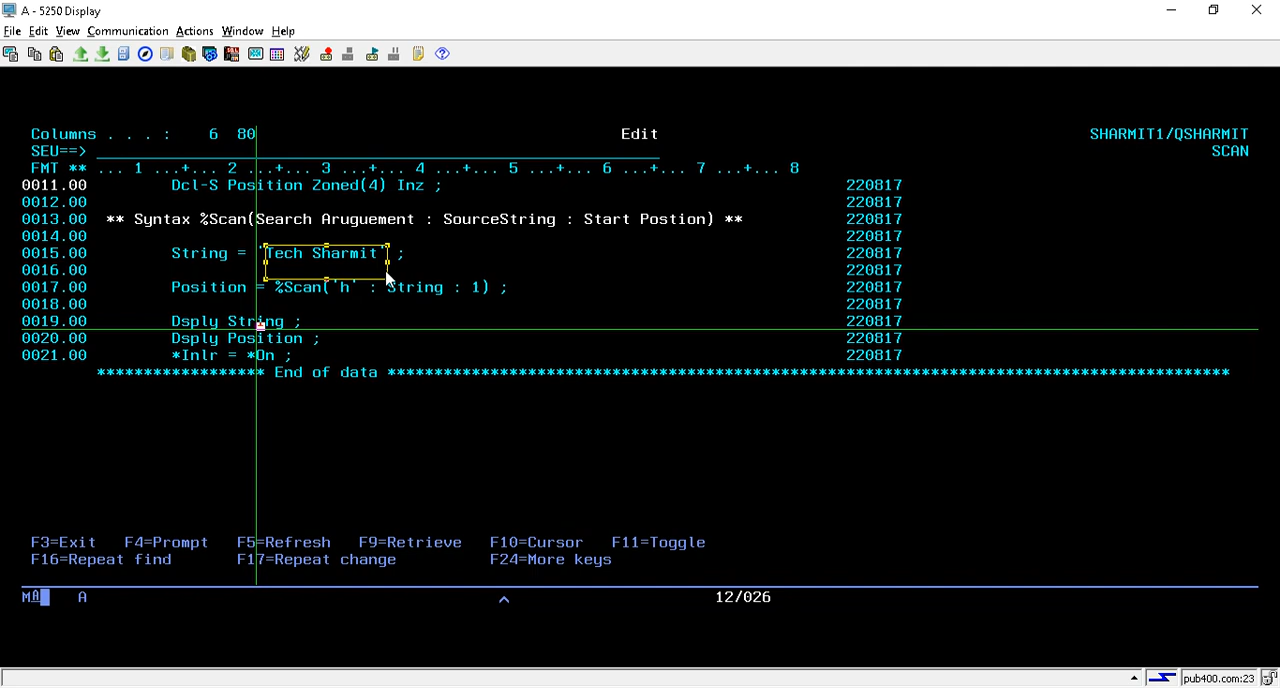 A - 5250 Display
File Edit View Communication Actions Window Help
Columns . . . :    6  80                                       Edit                                              SHARMIT1/QSHARMIT
SEU==>                                                                                                                        SCAN
FMT **  ... 1 ...+... 2 ...+... 3 ...+... 4 ...+... 5 ...+... 6 ...+... 7 ...+... 8
0011.00         Dcl-S Position Zoned(4) Inz ;                                           220817
0012.00                                                                                 220817
0013.00  ** Syntax %Scan(Search Aruguement : SourceString : Start Postion) **           220817
0014.00                                                                                 220817
0015.00         String = 'Tech Sharmit' ;                                               220817
0016.00                                                                                 220817
0017.00         Position = %Scan('h' : String : 1) ;                                    220817
0018.00                                                                                 220817
0019.00         Dsply String ;                                                          220817
0020.00         Dsply Position ;                                                        220817
0021.00         *Inlr = *On ;                                                           220817
****************** End of data ******************************************************************************************
F3=Exit   F4=Prompt   F5=Refresh   F9=Retrieve   F10=Cursor   F11=Toggle
F16=Repeat find       F17=Repeat change          F24=More keys
MA    A    12/026
pub400.com:23